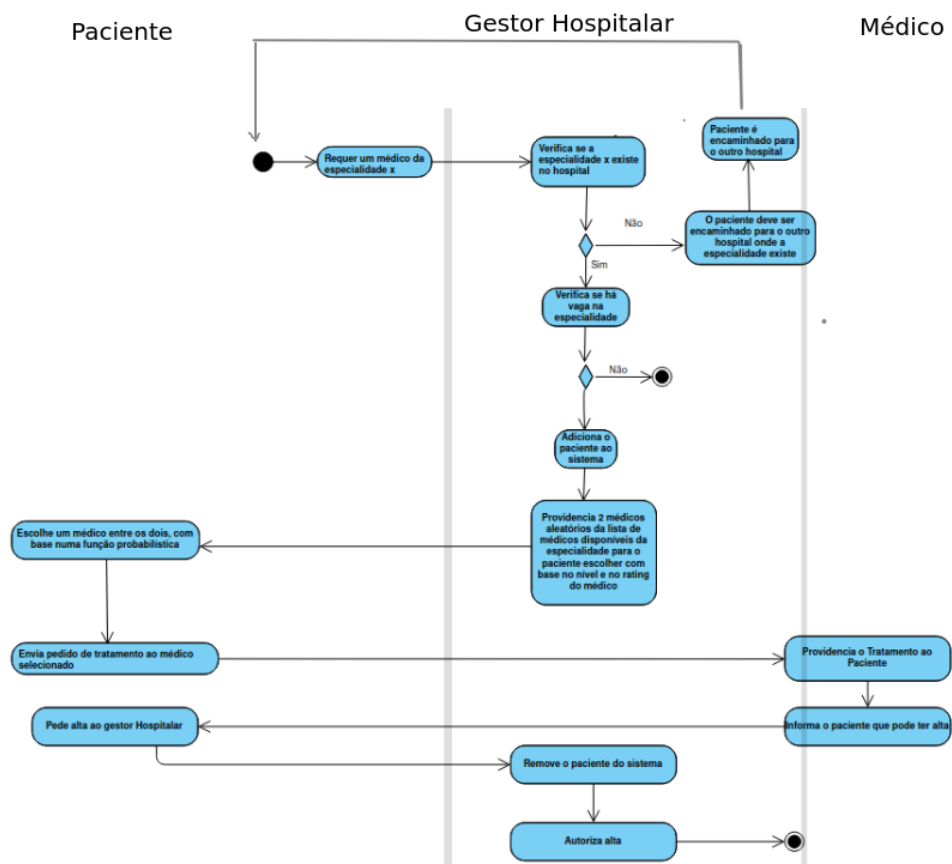 Paciente
Gestor Hospitalar
Médico
Requer um médico da
especialidade x
Verifica se a
especialidade x existe
no hospital
Paciente é
encaminhado para
o outro hospital
Não
O paciente deve ser
encaminhado para o outro
hospital onde a
especialidade existe
Sim
Verifica se há
vaga na
especialidade
Não
Adiciona o
paciente ao
sistema
Providencia 2 médicos
aleatórios da lista de
médicos disponíveis da
especialidade para o
paciente escolher com
base no nível e no rating
do médico
Escolhe um médico entre os dois, com
base numa função probabilística
Envia pedido de tratamento ao médico
selecionado
Providencia o Tratamento ao
Paciente
Informa o paciente que pode ter alta
Pede alta ao gestor Hospitalar
Remove o paciente do sistema
Autoriza alta